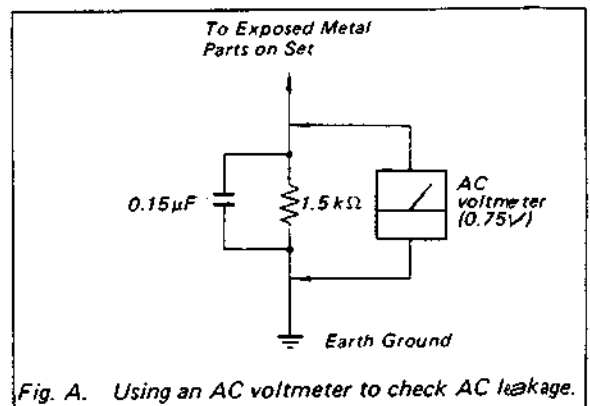 To Exposed Metal
Parts on Set
0.15µF
1.5 kΩ
AC
voltmeter
(0.75V)
Earth Ground
Fig. A. Using an AC voltmeter to check AC leakage.